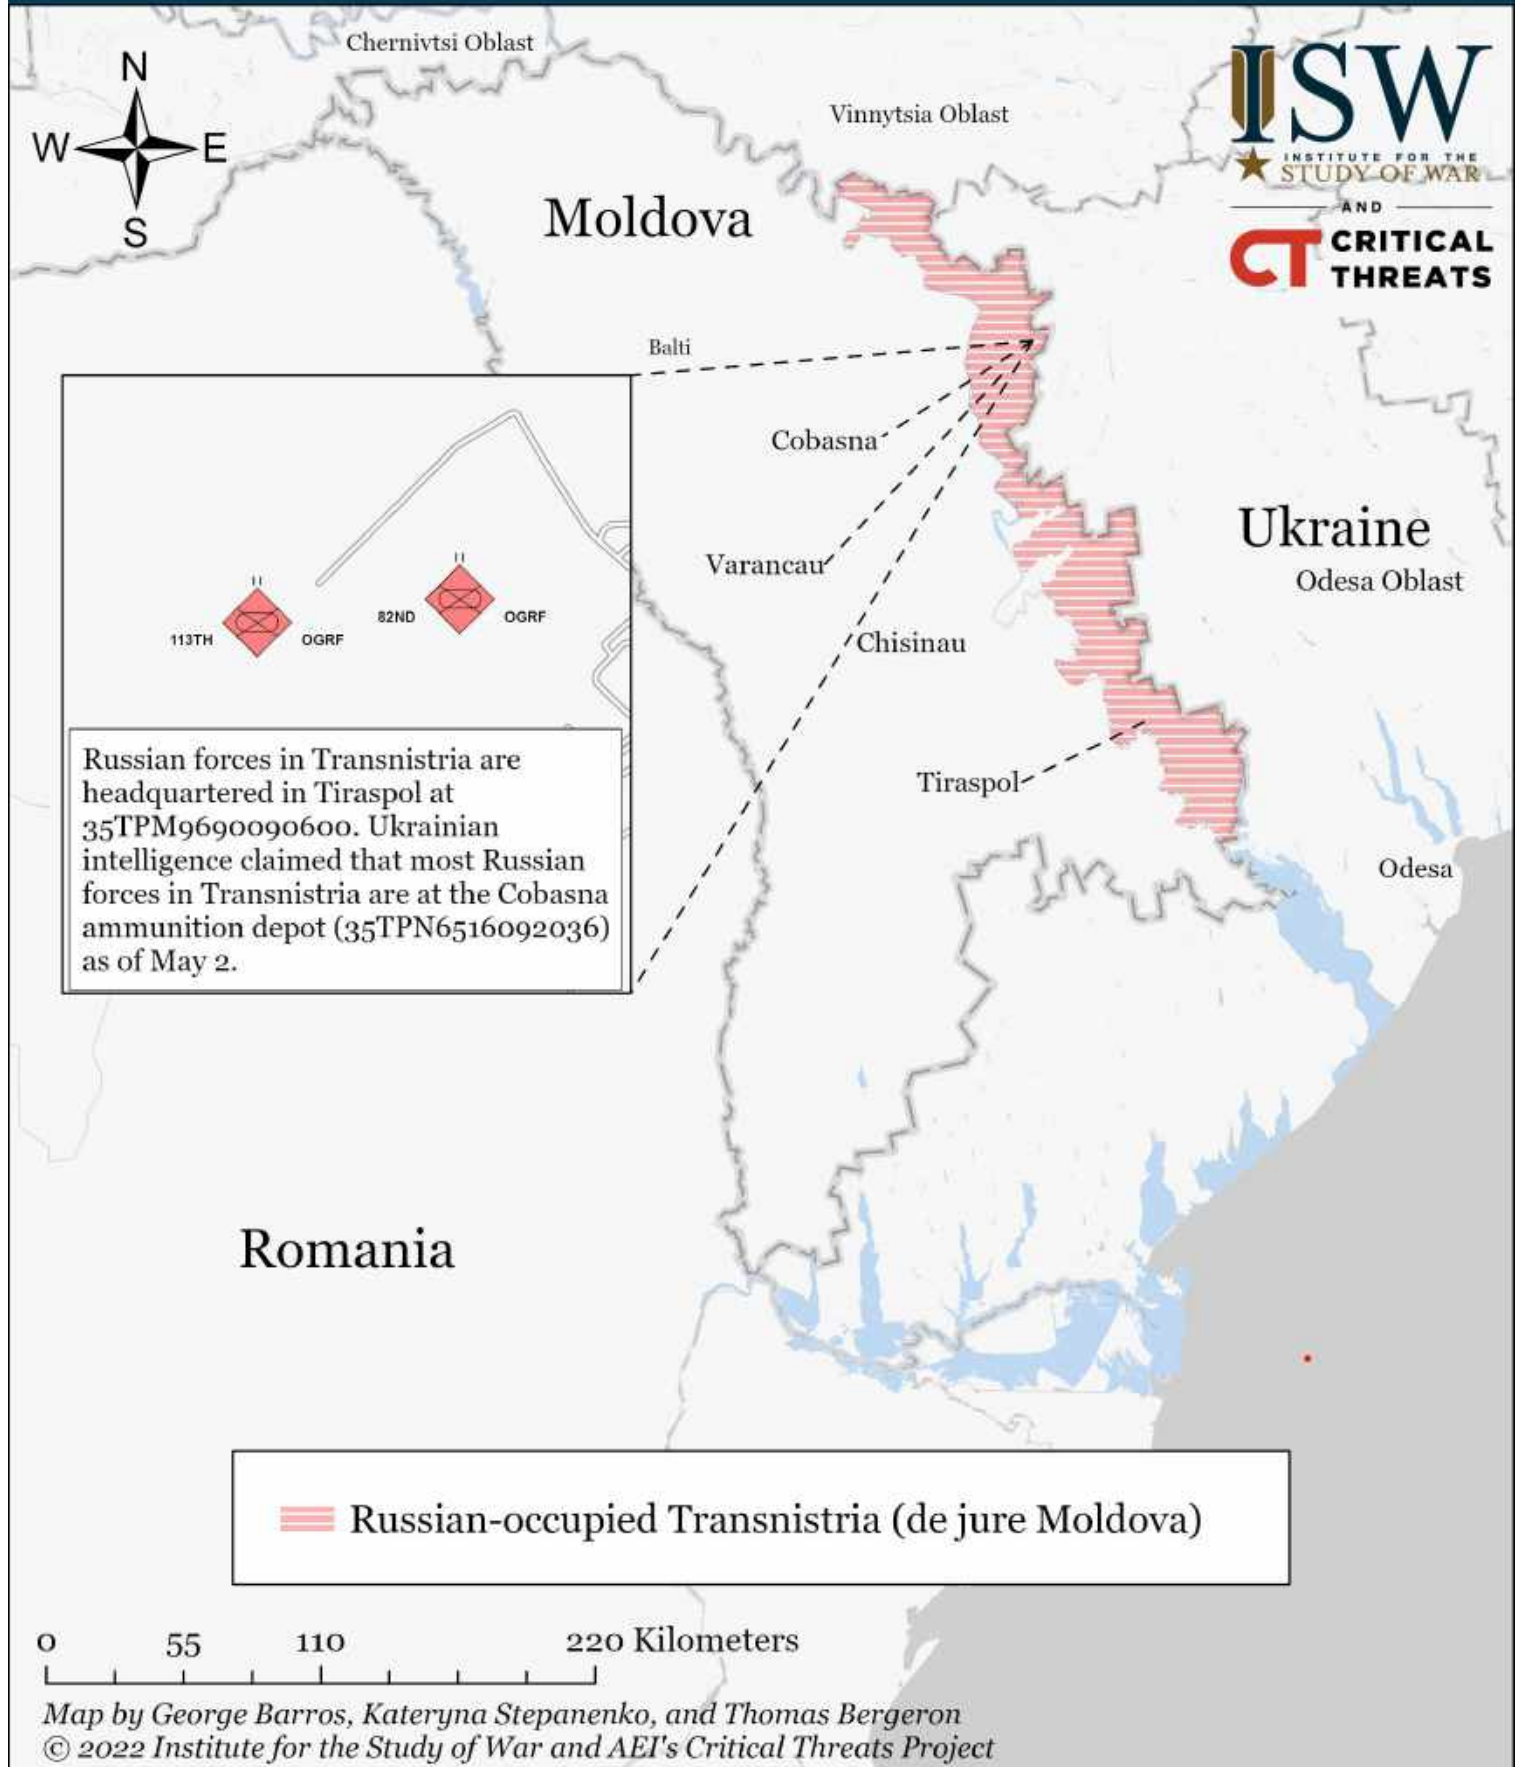 Chernivtsi Oblast
N
W E
S
Vinnytsia Oblast
ISW
INSTITUTE FOR THE
STUDY OF WAR
AND
CT CRITICAL
THREATS
Moldova
Balti
Cobasna
Varancau
Chisinau
Tiraspol
Ukraine
Odesa Oblast
Odesa
II
113TH OGRF
II
82ND OGRF
Russian forces in Transnistria are
headquartered in Tiraspol at
35TPM9690090600. Ukrainian
intelligence claimed that most Russian
forces in Transnistria are at the Cobasna
ammunition depot (35TPN6516092036)
as of May 2.
Romania
Russian-occupied Transnistria (de jure Moldova)
0 55 110 220 Kilometers
Map by George Barros, Kateryna Stepanenko, and Thomas Bergeron
© 2022 Institute for the Study of War and AEI's Critical Threats Project